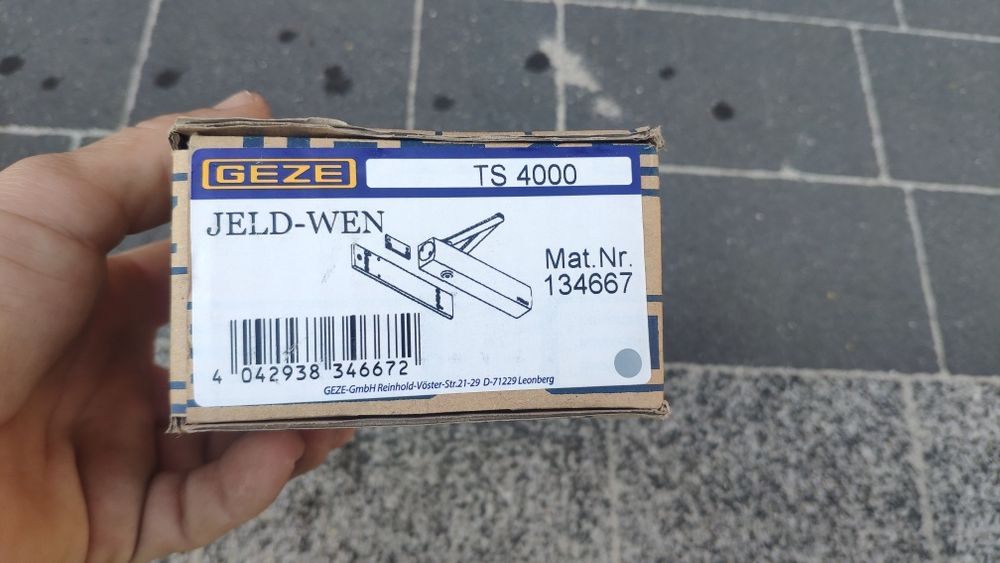 GEZE
TS 4000
JELD-WEN
Mat.Nr.
134667
4 042938 346672
GEZE-GmbH Reinhold-Vöster-Str.21-29 D-71229 Leonberg